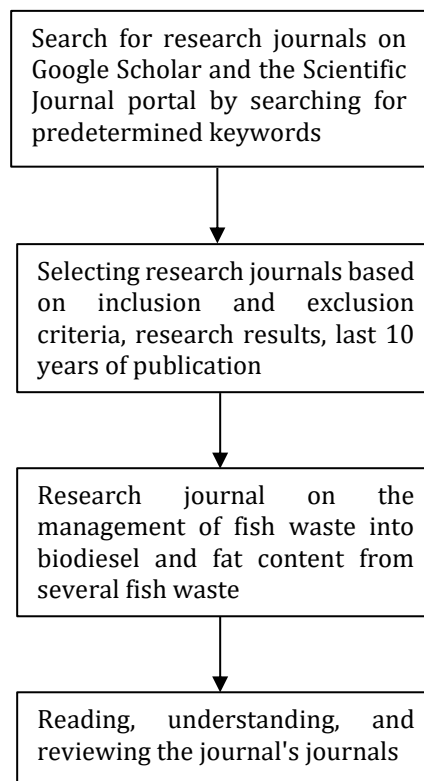 Search for research journals on
Google Scholar and the Scientific
Journal portal by searching for
predetermined keywords
Selecting research journals based
on inclusion and exclusion
criteria, research results, last 10
years of publication
Research journal on the
management of fish waste into
biodiesel and fat content from
several fish waste
Reading, understanding, and
reviewing the journal's journals